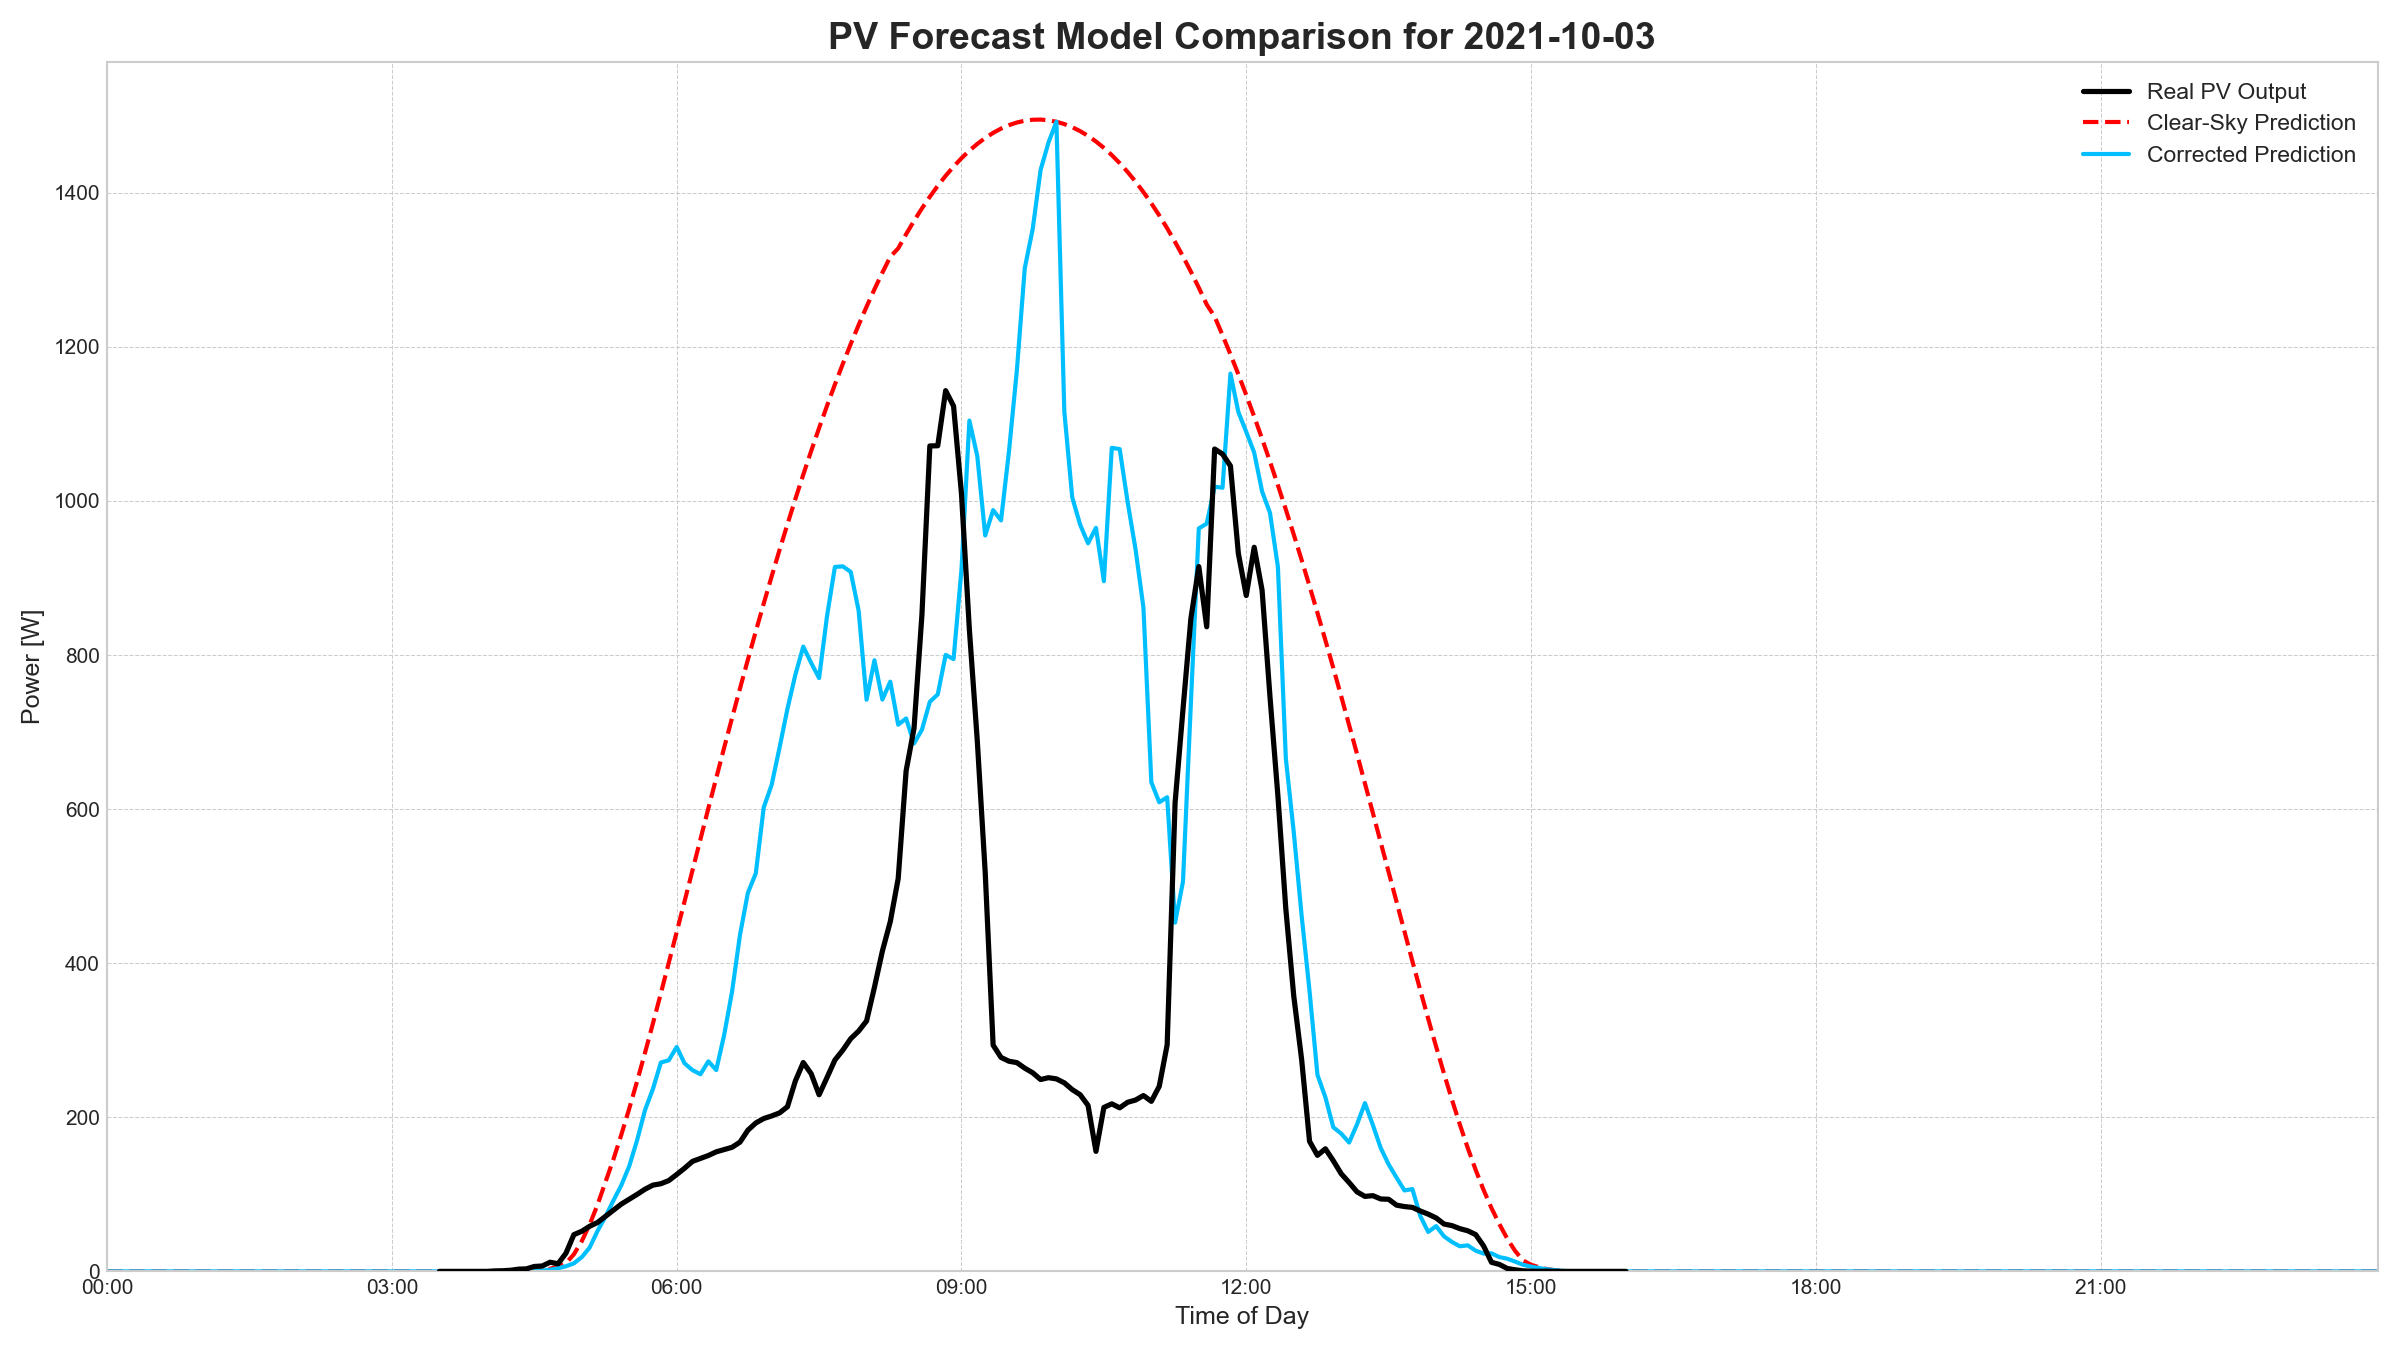 PV Forecast Model Comparison for 2021-10-03
Real PV Output
Clear-Sky Prediction
Corrected Prediction
Power [W]
1400
1200
1000
800
600
400
200
0
00:00 03:00 06:00 09:00 12:00 15:00 18:00 21:00
Time of Day